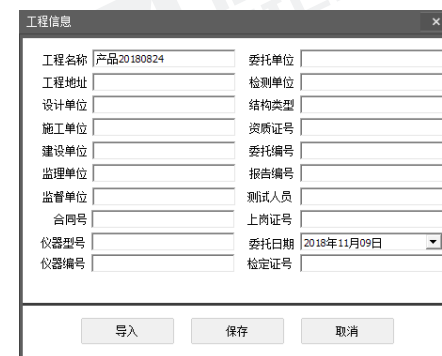 工程信息 ×
工程名称 产品20180824 委托单位
工程地址 检测单位
设计单位 结构类型
施工单位 资质证号
建设单位 委托编号
监理单位 报告编号
监督单位 测试人员
合同号 上岗证号
仪器型号 委托日期 2018年11月09日
仪器编号 检定证号
导入 保存 取消